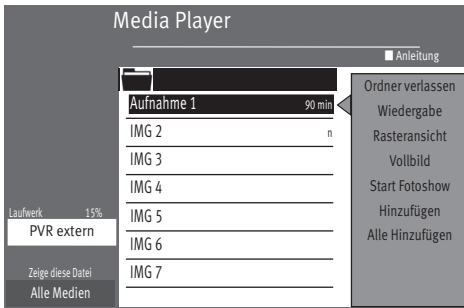 Media Player
Anleitung
Aufnahme 1 90 min
IMG 2 n
IMG 3
IMG 4
IMG 5
IMG 6
IMG 7
Ordner verlassen
Wiedergabe
Rasteransicht
Vollbild
Start Fotoshow
Hinzufügen
Alle Hinzufügen
Laufwerk 15%
PVR extern
Zeige diese Datei
Alle Medien